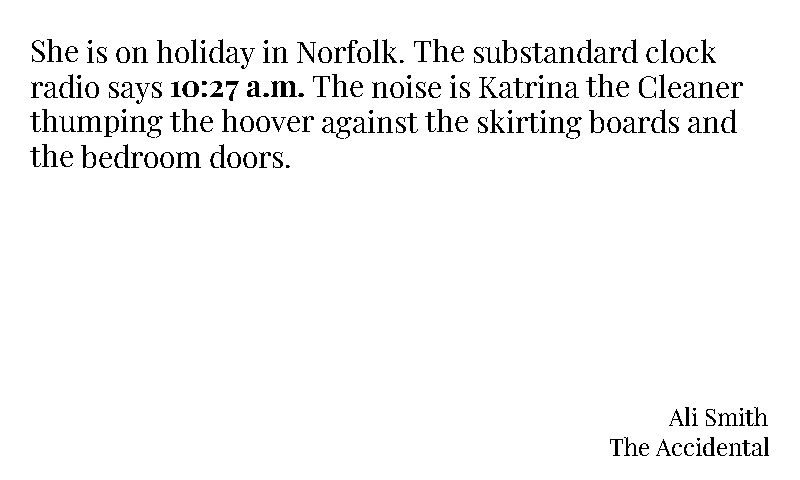 She is on holiday in Norfolk. The substandard clock
radio says 10:27 a.m. The noise is Katrina the Cleaner
thumping the hoover against the skirting boards and
the bedroom doors.
Ali Smith
The Accidental